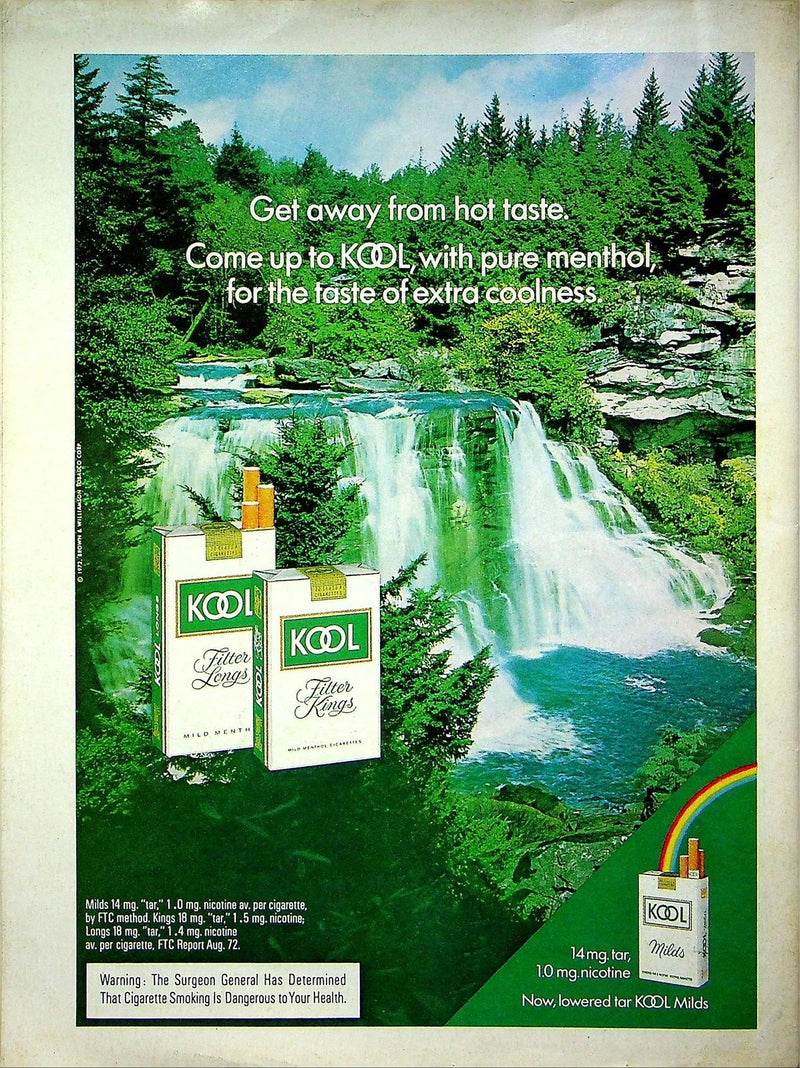 Get away from hot taste.
Come up to KOOL, with pure menthol,
for the taste of extra coolness.
© 1972, BROWN & WILLIAMSON TOBACCO CORP.
KOOL
Filter
Longs
MILD MENTH
KOOL LONGS
KOOL
Filter
Kings
MILD MENTHOL CIGARETTES
KOOL
KOOL
Milds
14 mg. tar,
1.0 mg. nicotine
Now, lowered tar KOOL Milds
Milds 14 mg. "tar," 1.0 mg. nicotine av. per cigarette,
by FTC method. Kings 18 mg. "tar," 1.5 mg. nicotine;
Longs 18 mg. "tar," 1.4 mg. nicotine
av. per cigarette, FTC Report Aug. 72.
Warning: The Surgeon General Has Determined
That Cigarette Smoking Is Dangerous to Your Health.